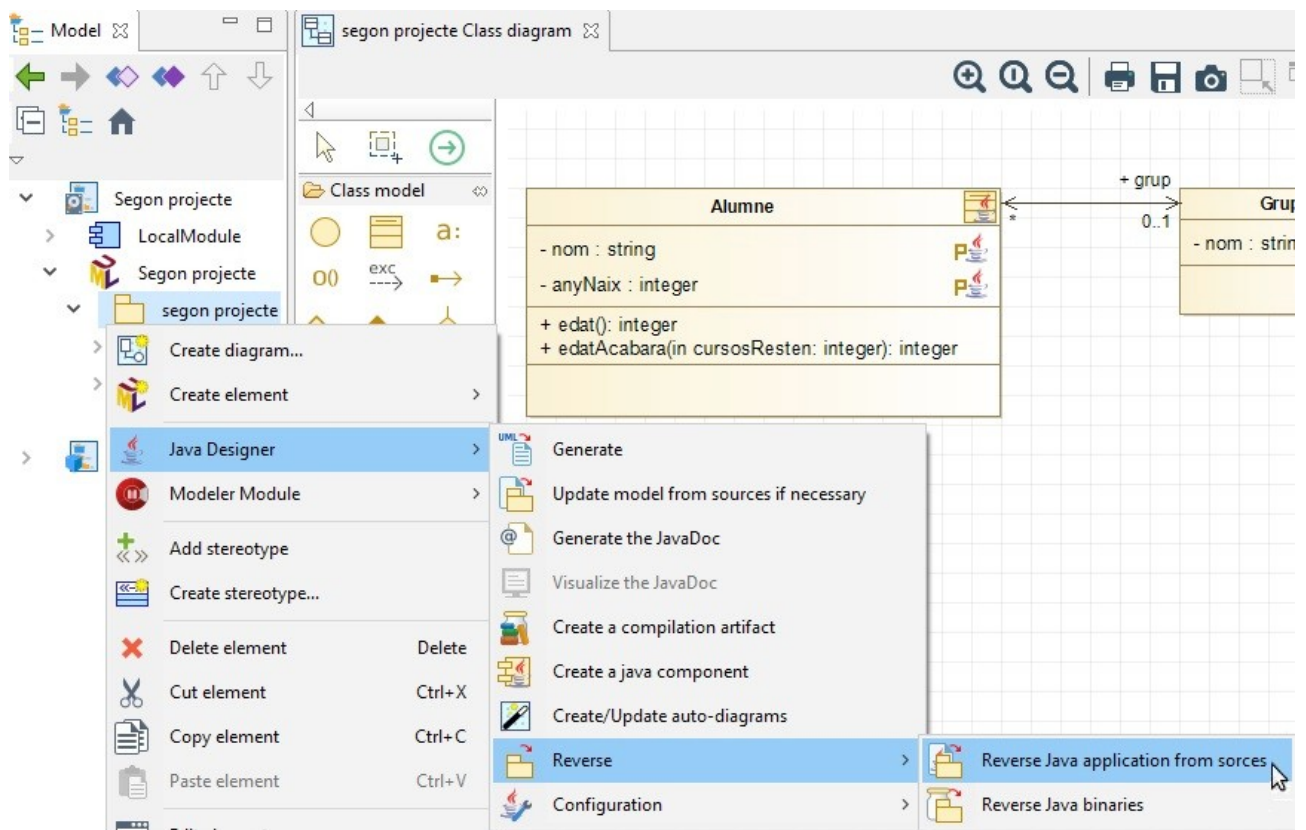 Model
segon projecte Class diagram
Segon projecte
LocalModule
Segon projecte
segon projecte
Class model
a:
O()
exc
Alumne
- nom : string
- anyNaix : integer
+ edat(): integer
+ edatAcabara(in cursosResten: integer): integer
P
P
+ grup
*
0..1
- nom :
Create diagram...
Create element
Java Designer
Modeler Module
Add stereotype
Create stereotype...
Delete element Delete
Cut element Ctrl+X
Copy element Ctrl+C
Paste element Ctrl+V
UML
Generate
Update model from sources if necessary
@
Generate the JavaDoc
Visualize the JavaDoc
Create a compilation artifact
Create a java component
Create/Update auto-diagrams
Reverse
Configuration
Reverse Java application from sorces
Reverse Java binaries